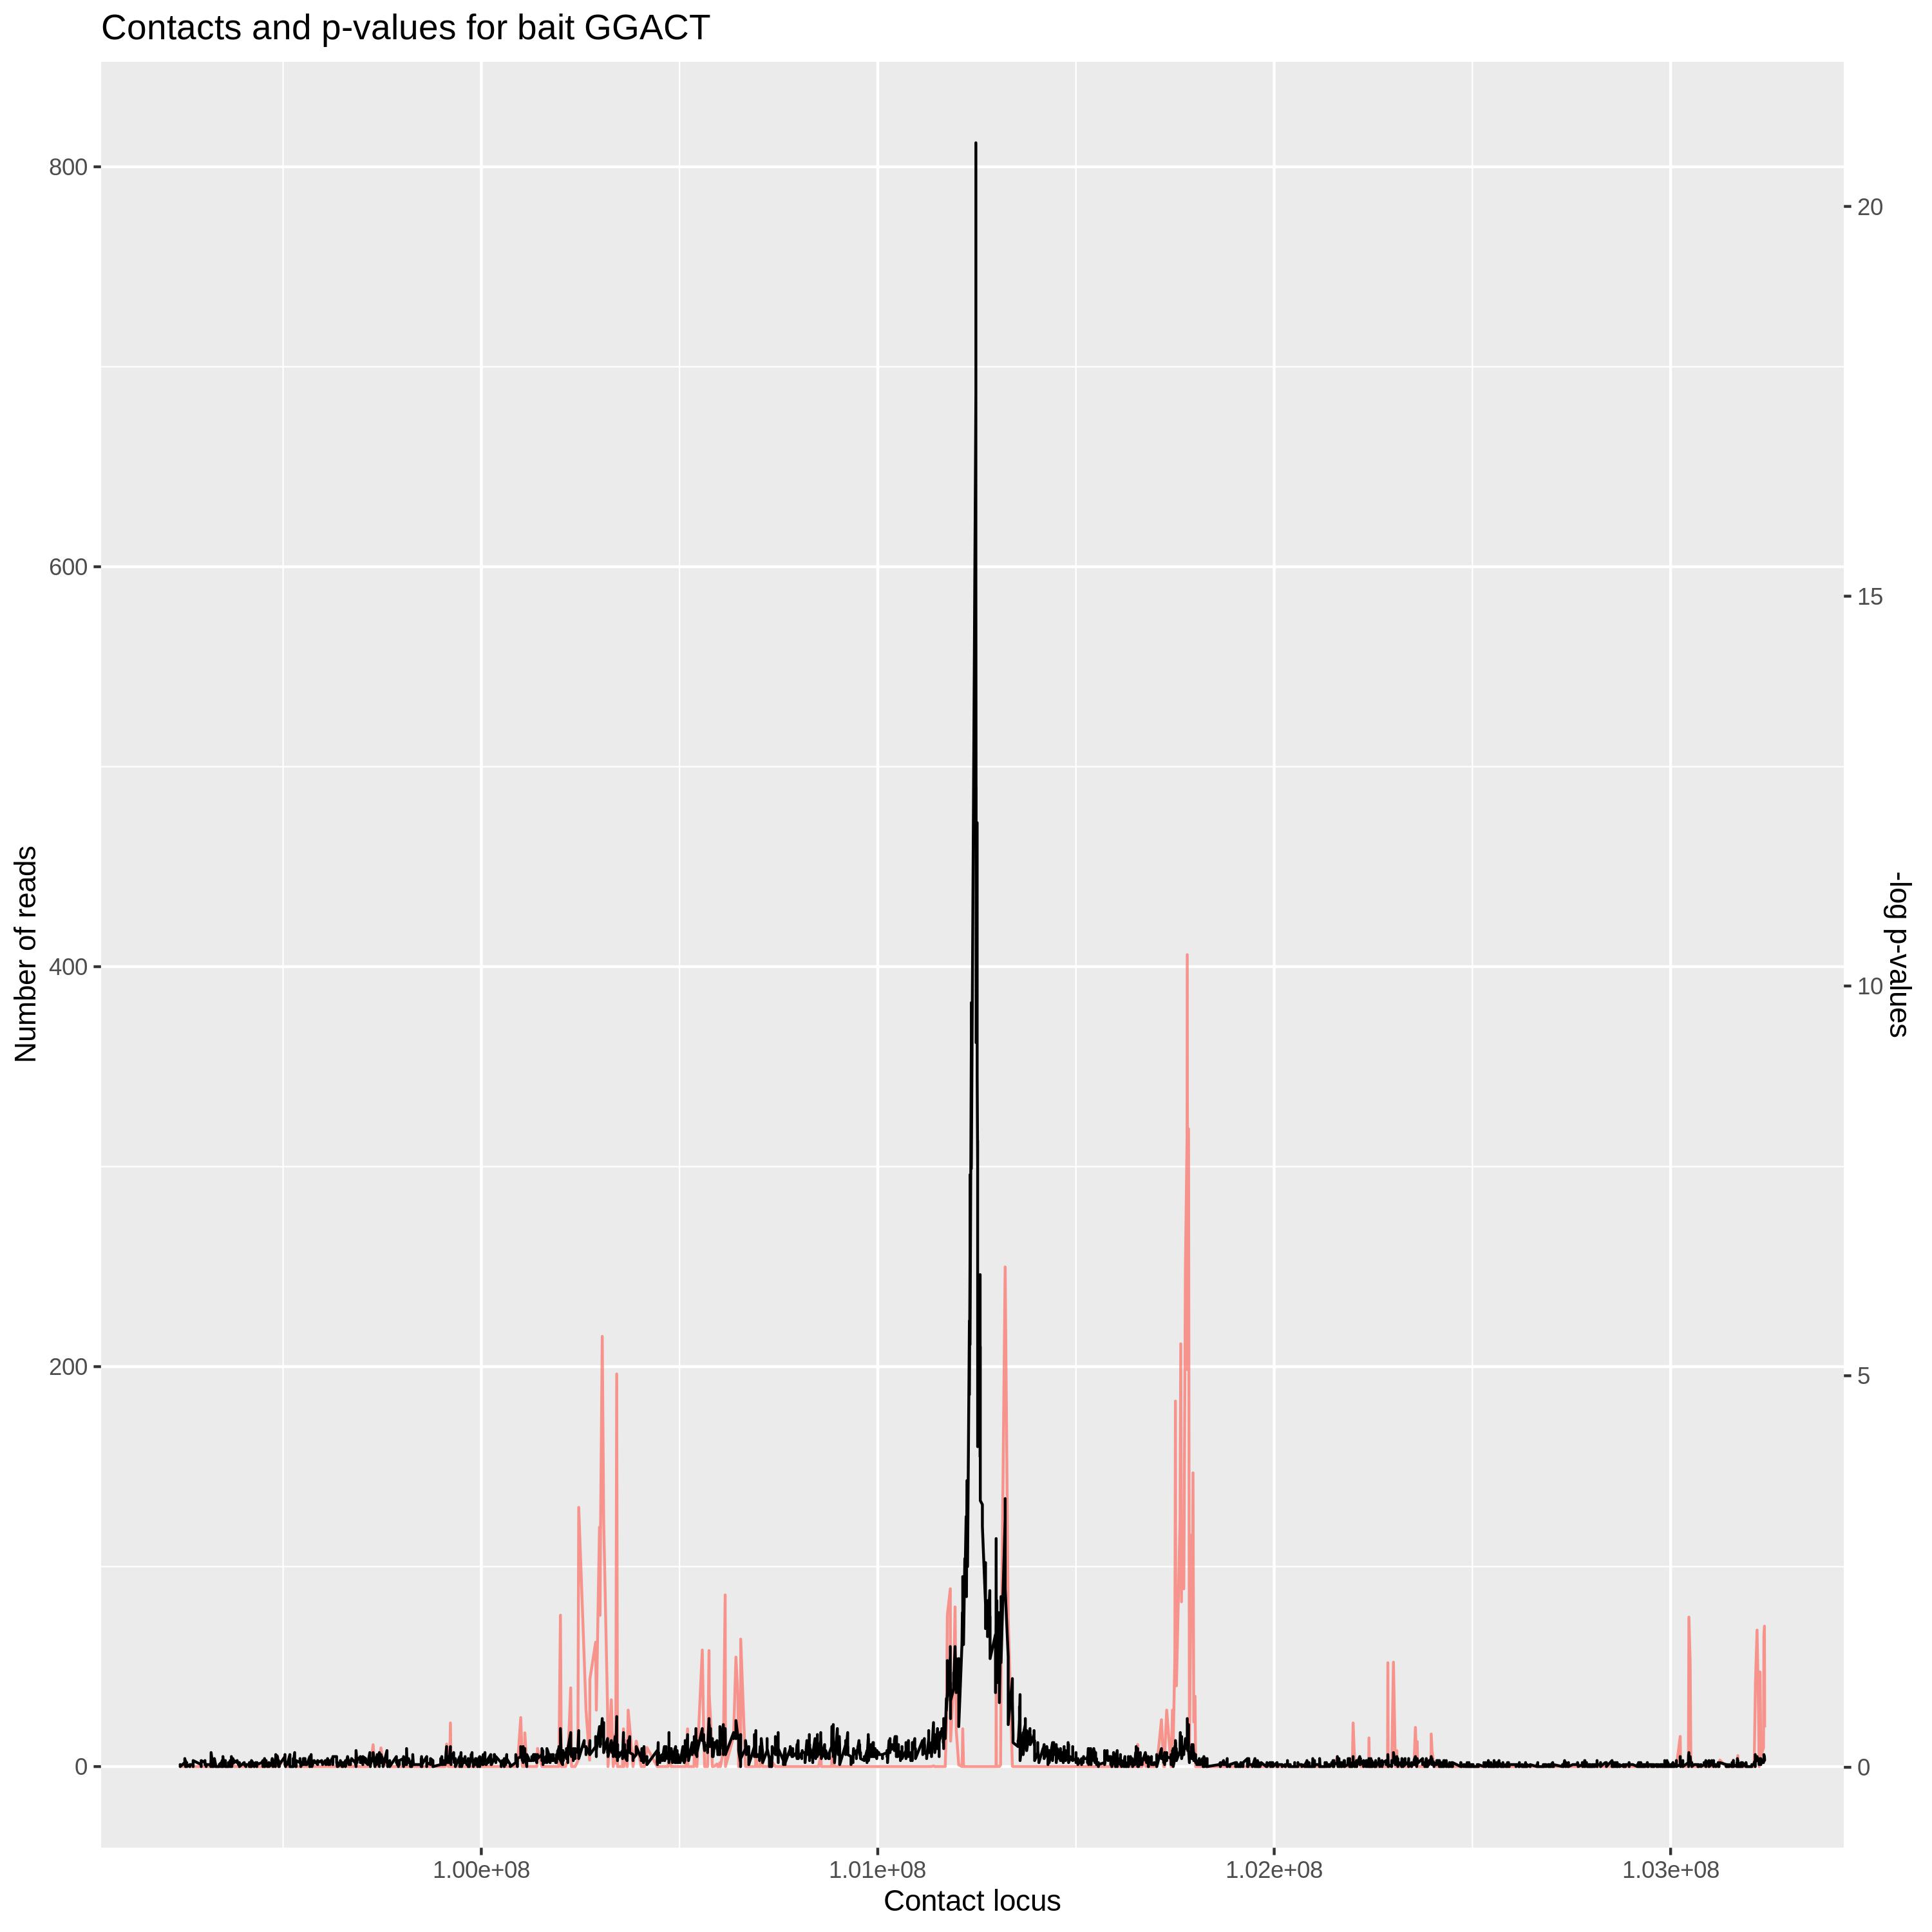 Contacts and p-values for bait GGACT
800
600
400
200
0
Number of reads
20
15
10
5
0
-log p-values
1.00e+08
1.01e+08
1.02e+08
1.03e+08
Contact locus